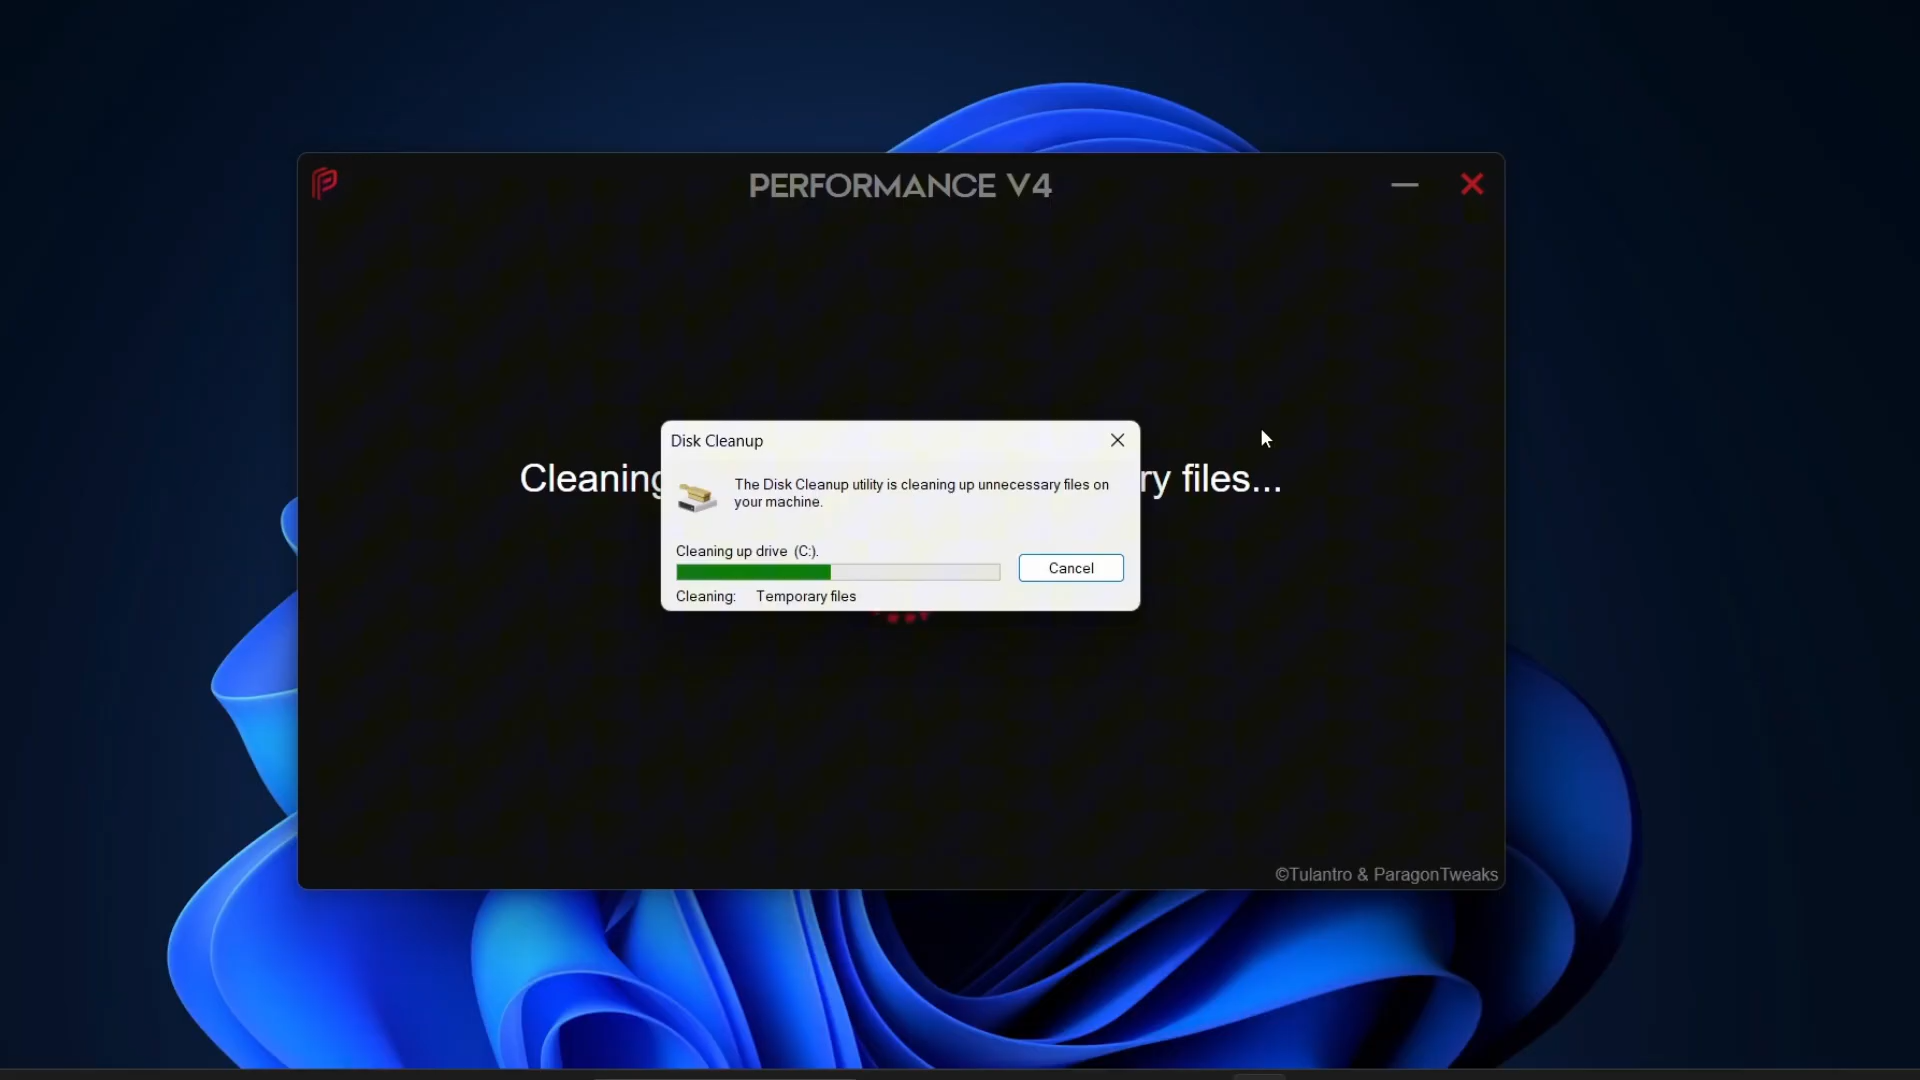 PERFORMANCE V4
Disk Cleanup
Cleaning
ry files...
The Disk Cleanup utility is cleaning up unnecessary files on
your machine.
Cleaning up drive (C:).
Cancel
Cleaning: Temporary files
©Tulantro & ParagonTweaks